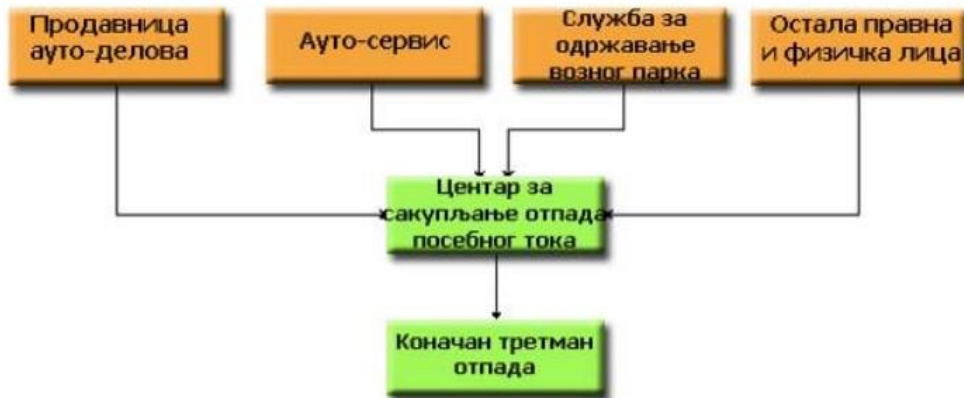 Продавница
ауто-делова
Ауто-сервис
Служба за
одржавање
возног парка
Остала правна
и физичка лица
Центар за
сакупљање отпада
посебног тока
Коначан третман
отпада